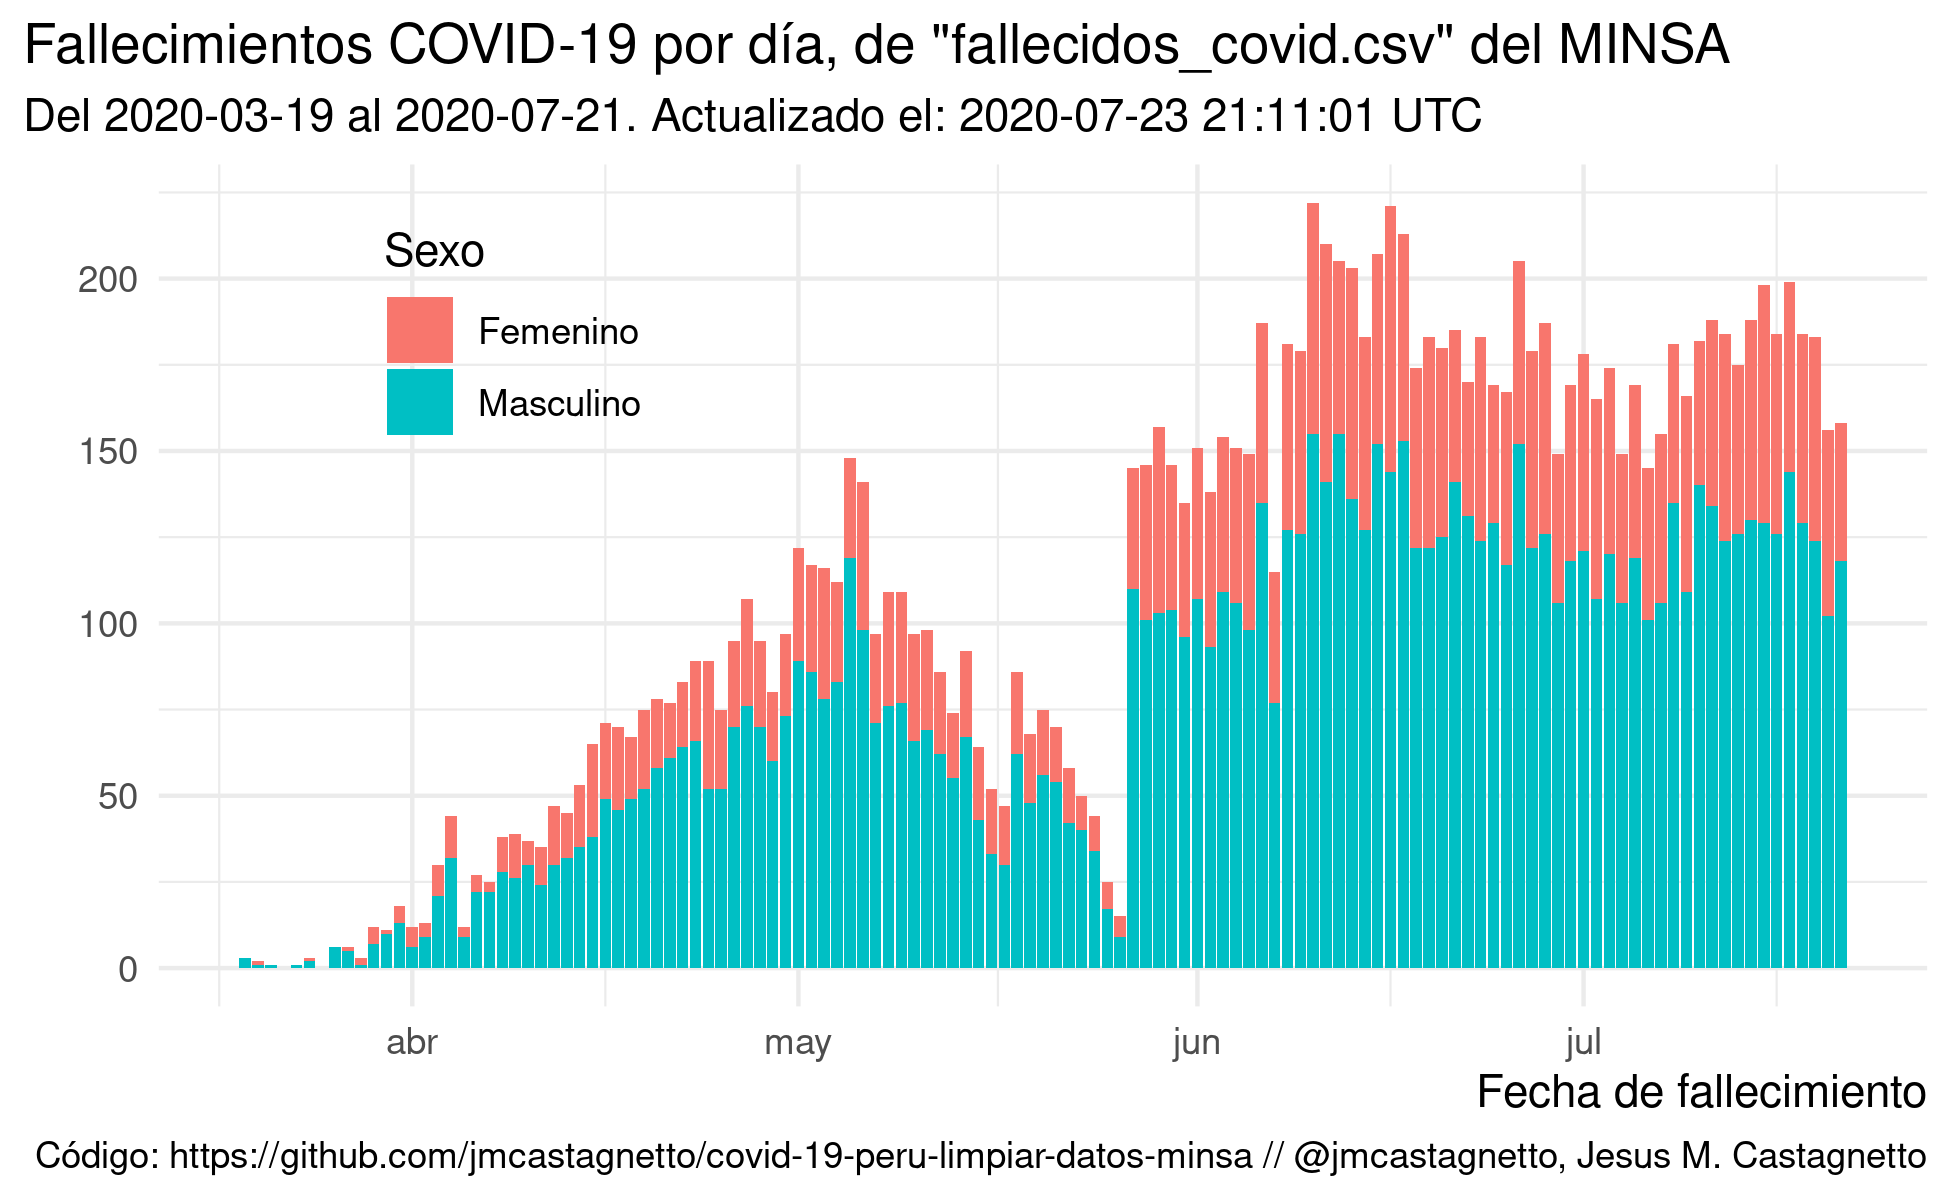 Fallecimientos COVID-19 por día, de "fallecidos_covid.csv" del MINSA
Del 2020-03-19 al 2020-07-21. Actualizado el: 2020-07-23 21:11:01 UTC
Sexo
Femenino
Masculino
200
150
100
50
0
abr may jun jul
Fecha de fallecimiento
Código: https://github.com/jmcastagnetto/covid-19-peru-limpiar-datos-minsa // @jmcastagnetto, Jesus M. Castagnetto